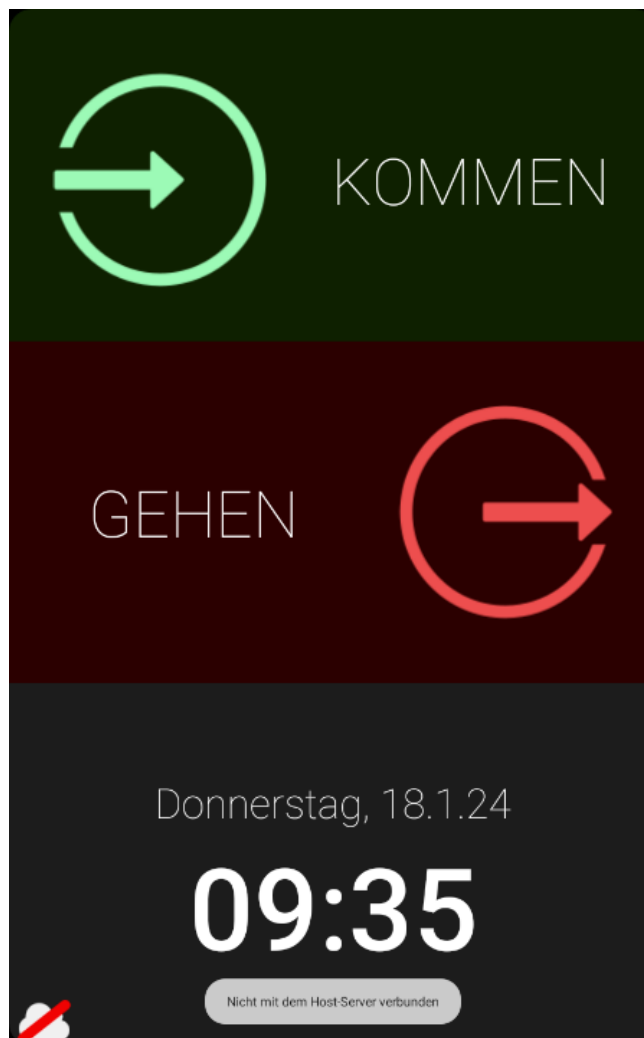 KOMMEN
GEHEN
Donnerstag, 18.1.24
09:35
Nicht mit dem Host-Server verbunden